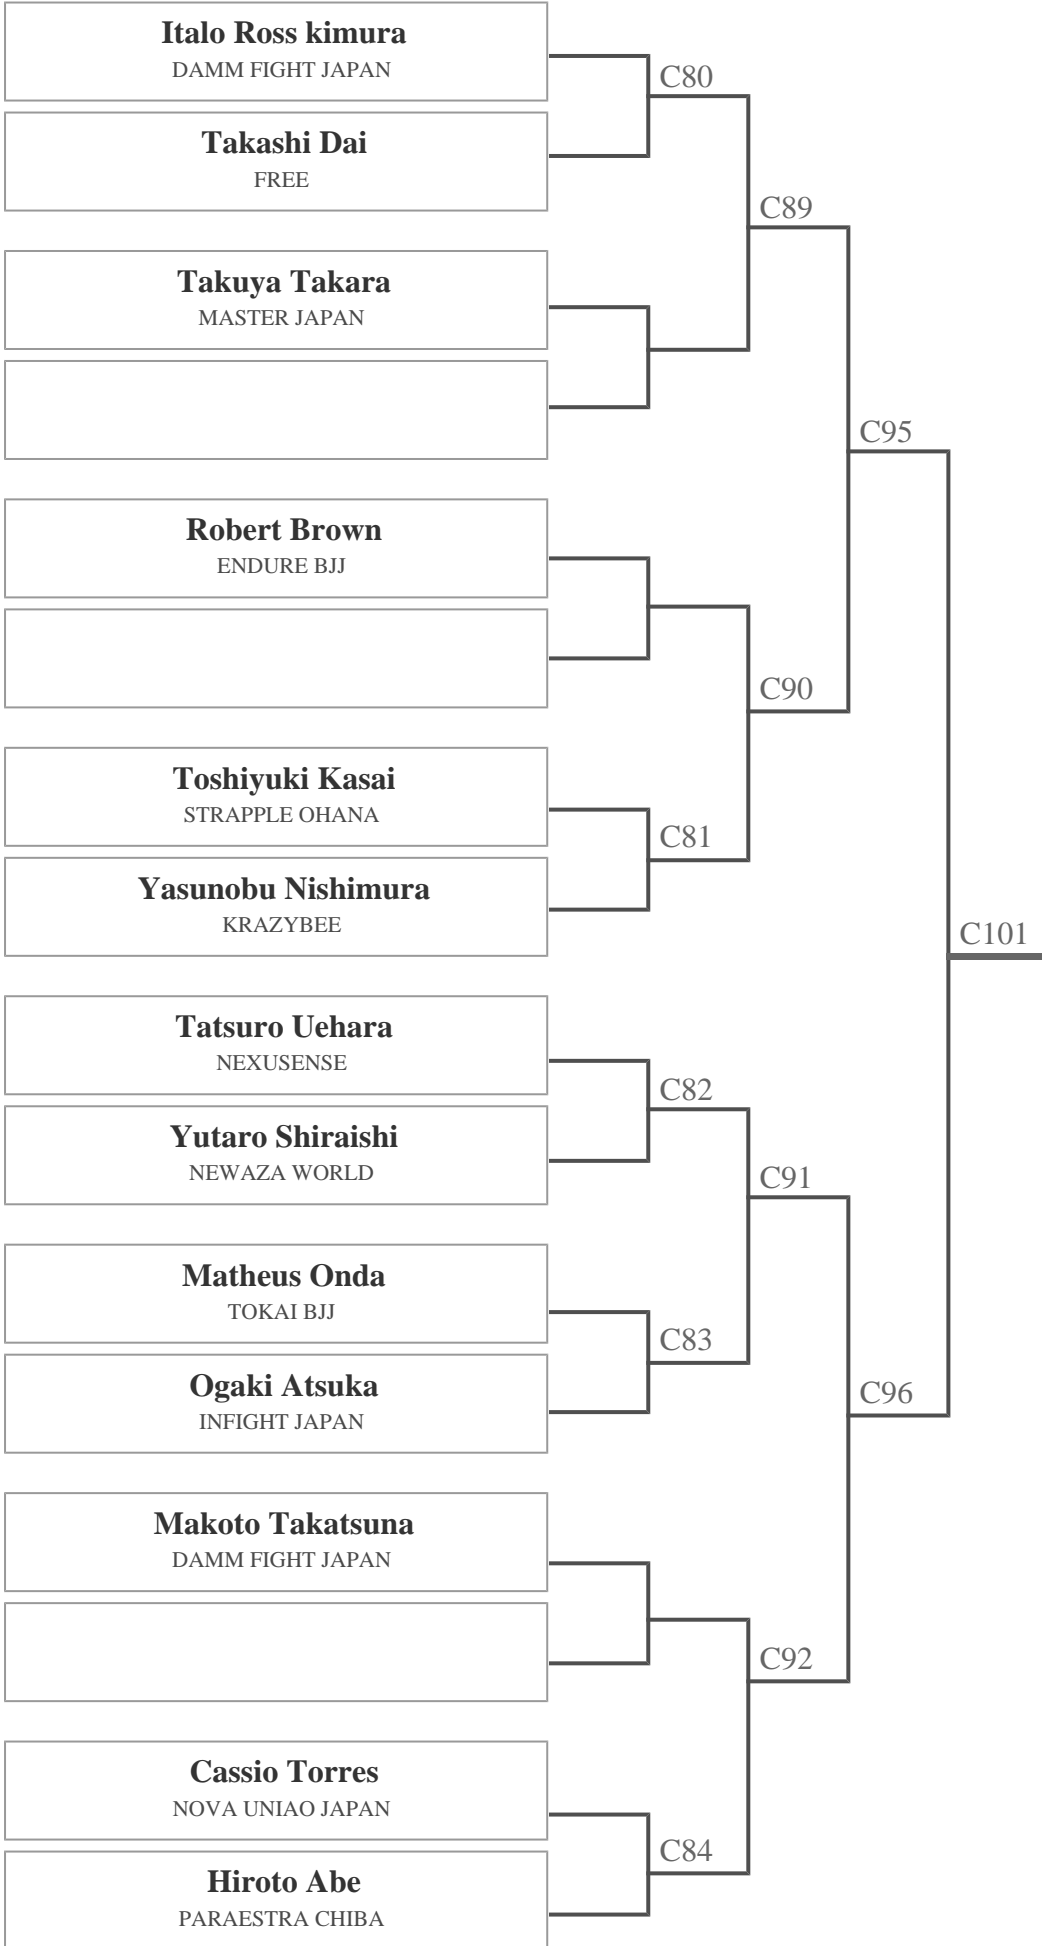 Italo Ross kimura
DAMM FIGHT JAPAN
C80
Takashi Dai
FREE
C89
Takuya Takara
MASTER JAPAN
C95
Robert Brown
ENDURE BJJ
C90
Toshiyuki Kasai
STRAPPLE OHANA
C81
Yasunobu Nishimura
KRAZYBEE
C101
Tatsuro Uehara
NEXUSENSE
C82
Yutaro Shiraishi
NEWAZA WORLD
C91
Matheus Onda
TOKAI BJJ
C83
Ogaki Atsuka
INFIGHT JAPAN
C96
Makoto Takatsuna
DAMM FIGHT JAPAN
C92
Cassio Torres
NOVA UNIAO JAPAN
C84
Hiroto Abe
PARAESTRA CHIBA